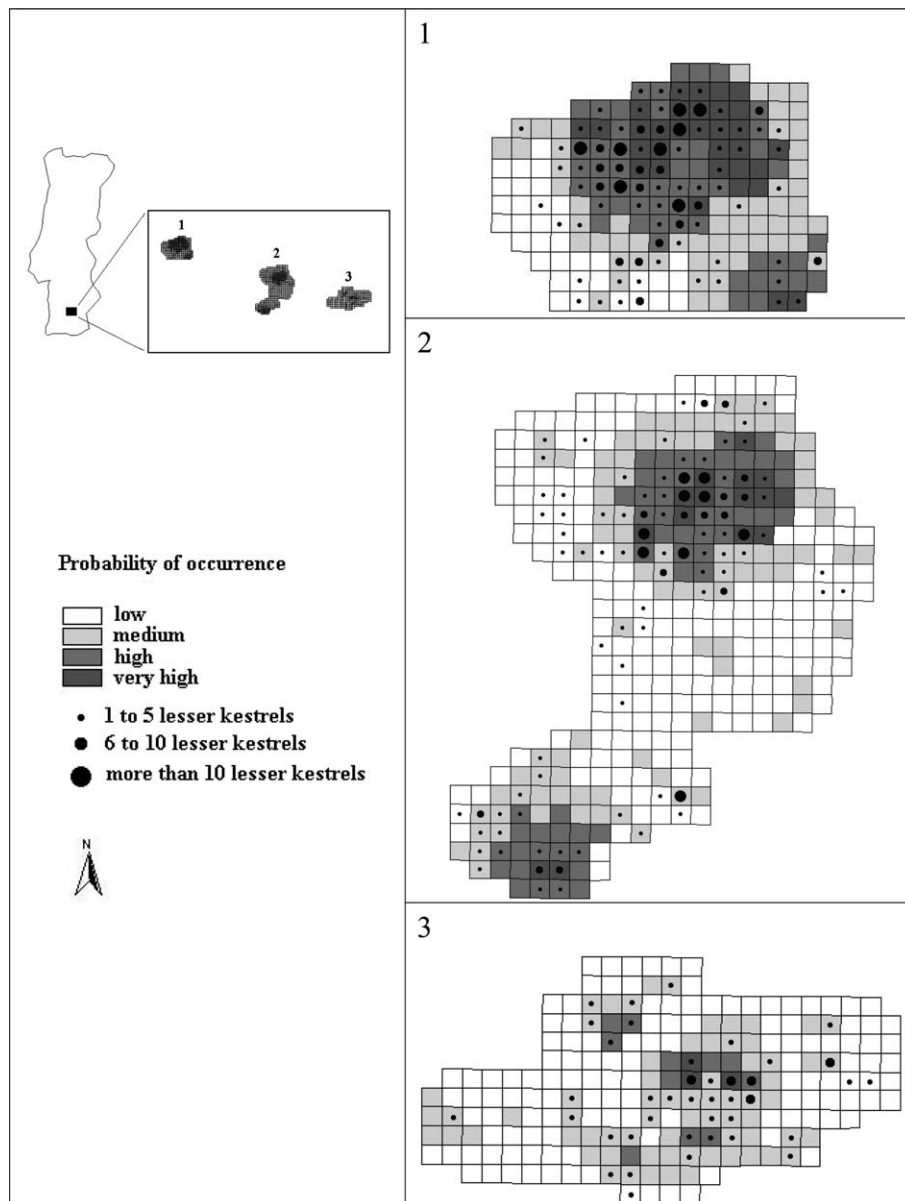 1
2
3
Probability of occurrence
low
medium
high
very high
1 to 5 lesser kestrels
6 to 10 lesser kestrels
more than 10 lesser kestrels
N
1
2
3